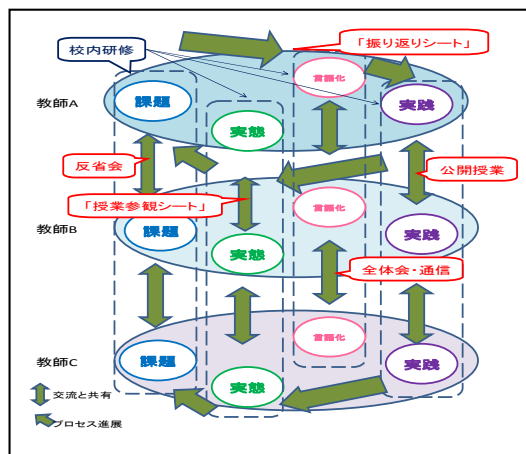 校内研修
「振り返りシート」
教師A
課題
実態
言語化
実践
反省会
公開授業
「授業参観シート」
教師B
課題
実態
言語化
実践
全体会・通信
教師C
課題
実態
言語化
実践
交流と共有
プロセス進展